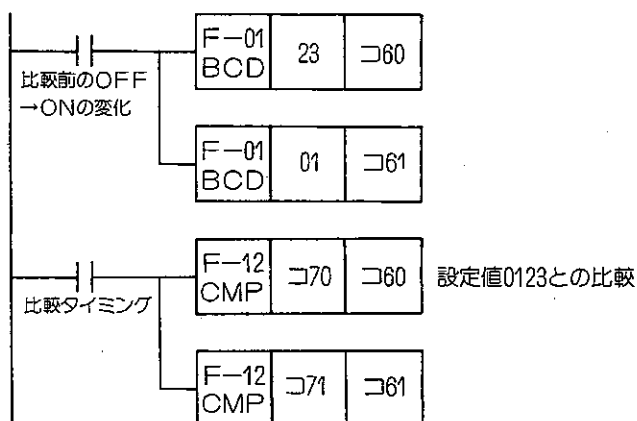 F-01 BCD 23 コ60
比較前のOFF
→ONの変化
F-01 BCD 01 コ61
F-12 CMP コ70 コ60 設定値0123との比較
比較タイミング
F-12 CMP コ71 コ61